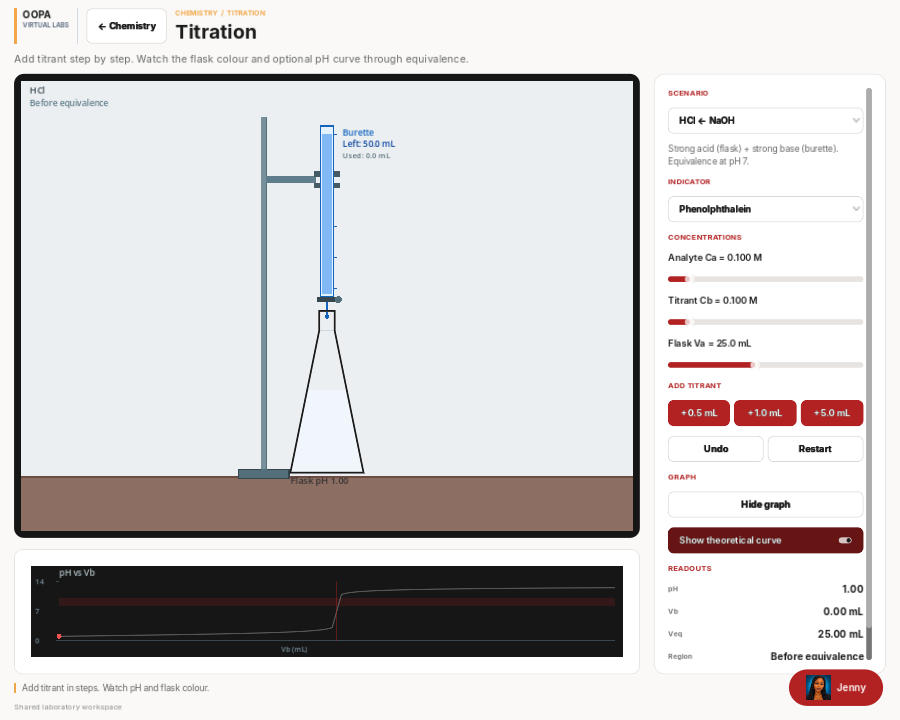 OOPA
VIRTUAL LABS
← Chemistry
CHEMISTRY / TITRATION
Titration
Add titrant step by step. Watch the flask colour and optional pH curve through equivalence.
HCl
Before equivalence
Burette
Left: 50.0 mL
Used: 0.0 mL
Flask pH 1.00
pH vs Vb
14
7
0
Vb (mL)
Add titrant in steps. Watch pH and flask colour.
Shared laboratory workspace
SCENARIO
HCl ← NaOH
Strong acid (flask) + strong base (burette).
Equivalence at pH 7.
INDICATOR
Phenolphthalein
CONCENTRATIONS
Analyte Ca = 0.100 M
Titrant Cb = 0.100 M
Flask Va = 25.0 mL
ADD TITRANT
+0.5 mL +1.0 mL +5.0 mL
Undo Restart
GRAPH
Hide graph
Show theoretical curve
READOUTS
pH 1.00
Vb 0.00 mL
Veq 25.00 mL
Region Before equivalence
Jenny